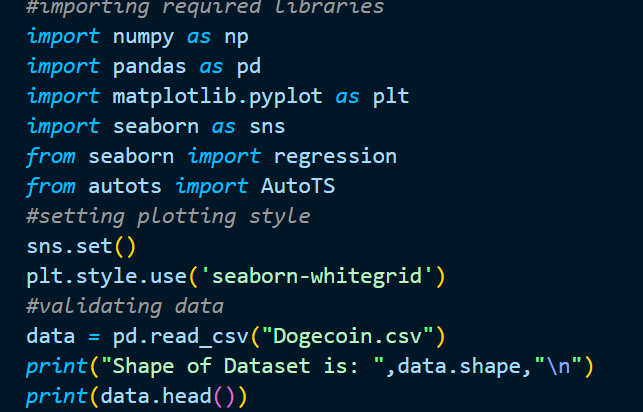 #importing required libraries
import numpy as np
import pandas as pd
import matplotlib.pyplot as plt
import seaborn as sns
from seaborn import regression
from autots import AutoTS
#setting plotting style
sns.set()
plt.style.use('seaborn-whitegrid')
#validating data
data = pd.read_csv("Dogecoin.csv")
print("Shape of Dataset is: ",data.shape,"\n")
print(data.head())